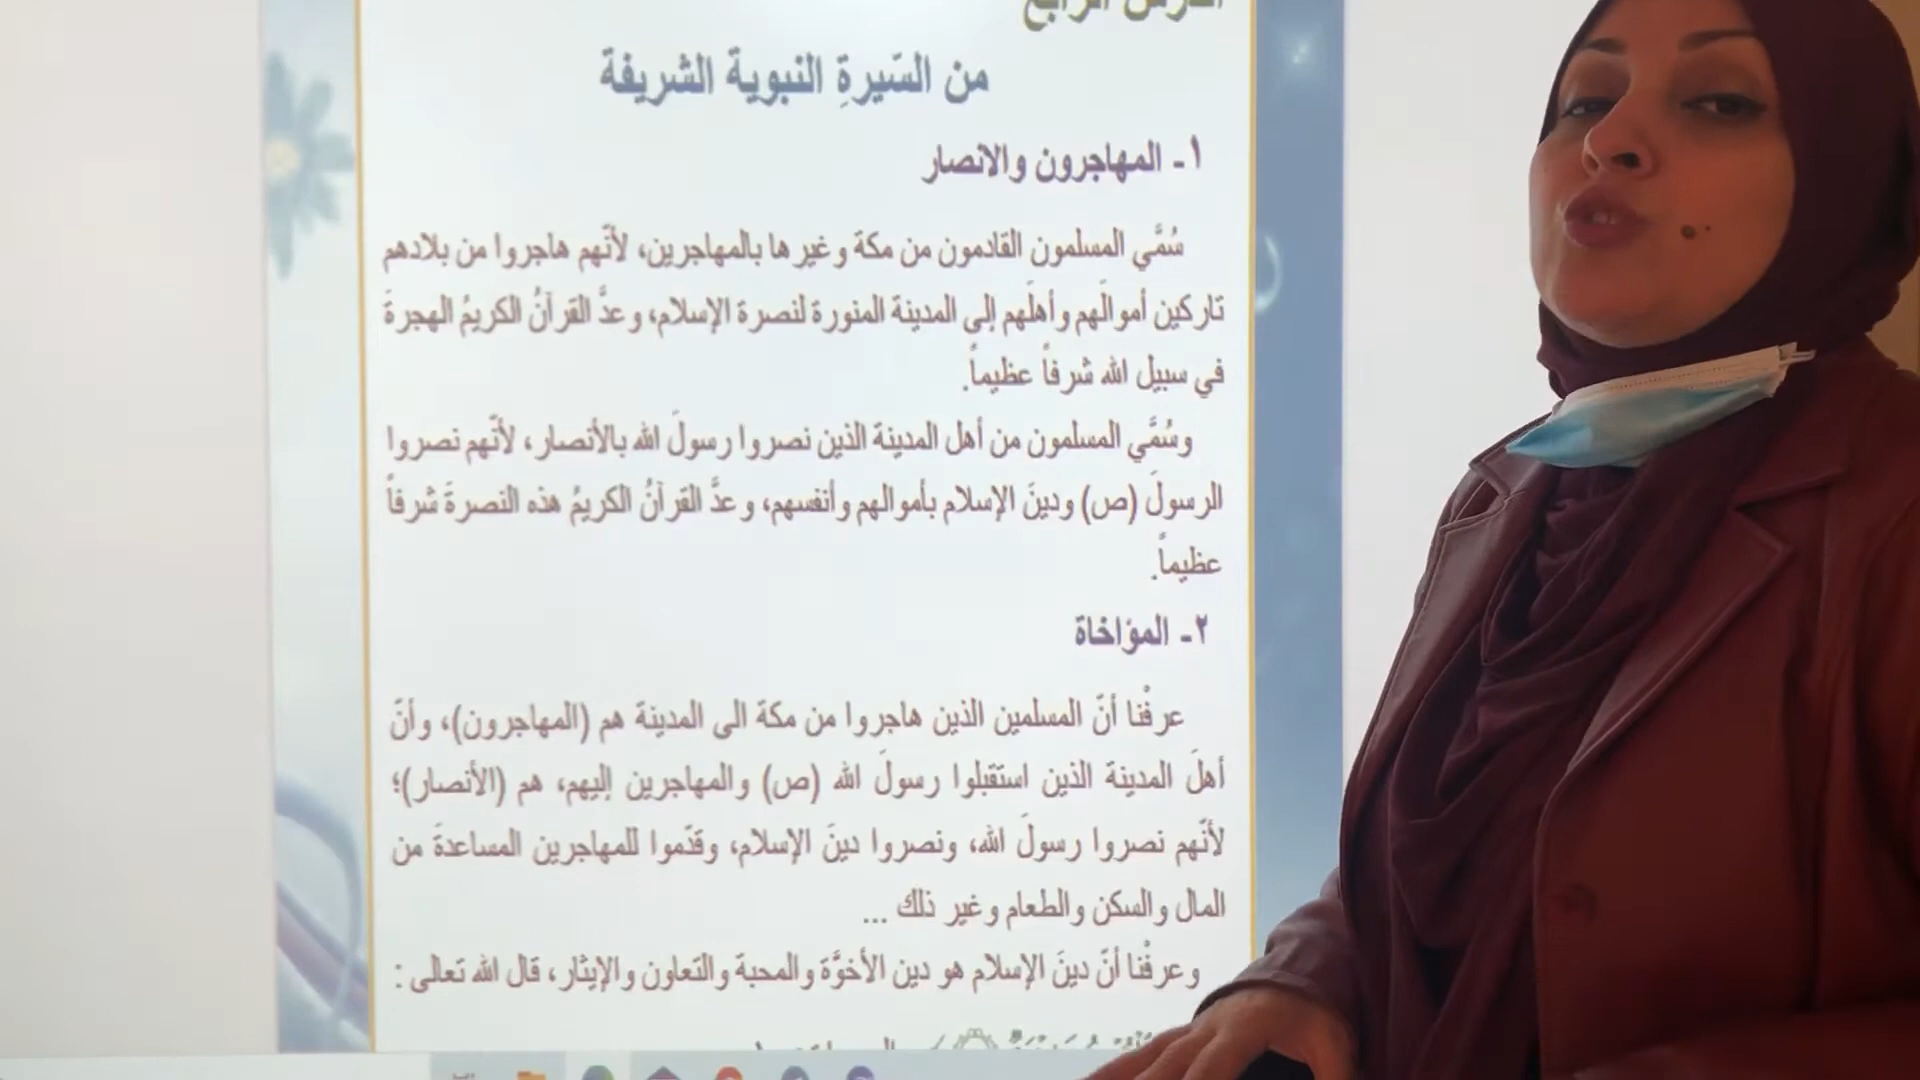 الدرس الرابع
من السّيرةِ النبوية الشريفة
١- المهاجرون والانصار
سُمَّي المسلمون القادمون من مكة وغيرها بالمهاجرين، لأنّهم هاجروا من بلادهم
تاركين أموالَهم وأهلَهم إلى المدينة المنورة لنصرة الإسلام، وعدَّ القرآنُ الكريمُ الهجرةَ
في سبيل الله شرفاً عظيماً.
وسُمَّي المسلمون من أهل المدينة الذين نصروا رسولَ الله بالأنصار، لأنّهم نصروا
الرسولَ (ص) ودينَ الإسلام بأموالهم وأنفسهم، وعدَّ القرآنُ الكريمُ هذه النصرةَ شرفاً
عظيماً.
٢- المؤاخاة
عرفْنا أنّ المسلمين الذين هاجروا من مكة الى المدينة هم (المهاجرون)، وأنّ
أهلَ المدينة الذين استقبلوا رسولَ الله (ص) والمهاجرين إليهم، هم (الأنصار)؛
لأنّهم نصروا رسولَ الله، ونصروا دينَ الإسلام، وقدّموا للمهاجرين المساعدةَ من
المال والسكن والطعام وغير ذلك ...
وعرفْنا أنّ دينَ الإسلام هو دين الأخوَّة والمحبة والتعاون والإيثار، قال الله تعالى :